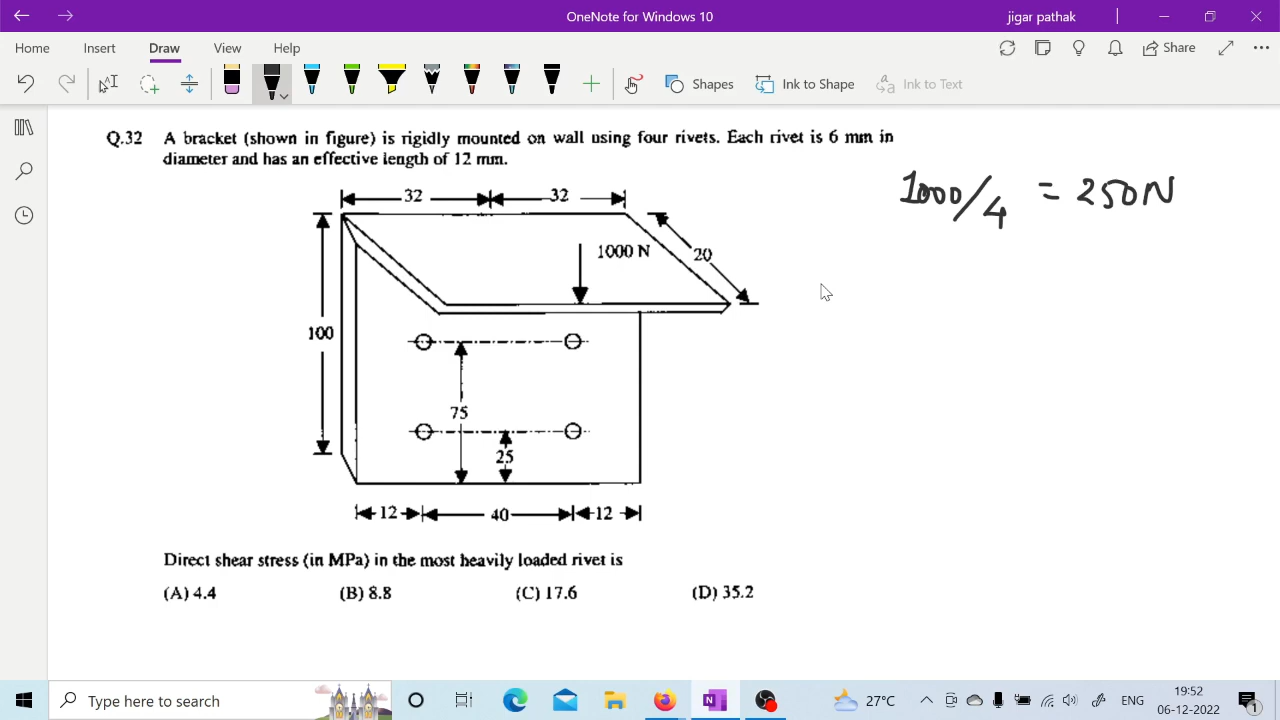 OneNote for Windows 10
jigar pathak
Home Insert Draw View Help
Share
Shapes Ink to Shape Ink to Text
Q.32 A bracket (shown in figure) is rigidly mounted on wall using four rivets. Each rivet is 6 mm in
diameter and has an effective length of 12 mm.
1000/4 = 250N
32 32
1000 N
20
100
75
25
12 40 12
Direct shear stress (in MPa) in the most heavily loaded rivet is
(A) 4.4 (B) 8.8 (C) 17.6 (D) 35.2
Type here to search
27°C
ENG
19:52
06-12-2022
1